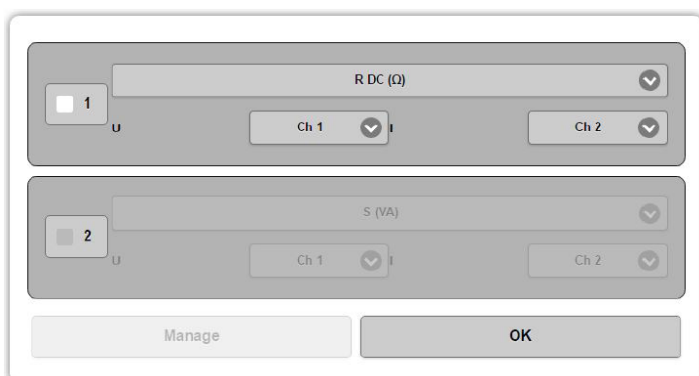 R DC (Ω)
1
U Ch 1 I Ch 2
S (VA)
2
U Ch 1 I Ch 2
Manage OK